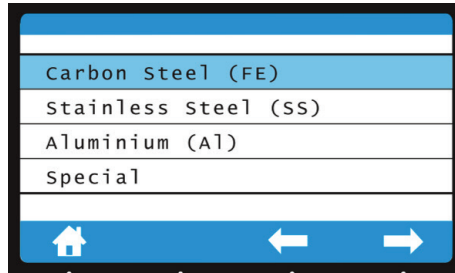 Carbon Steel (FE)
Stainless Steel (SS)
Aluminium (Al)
Special